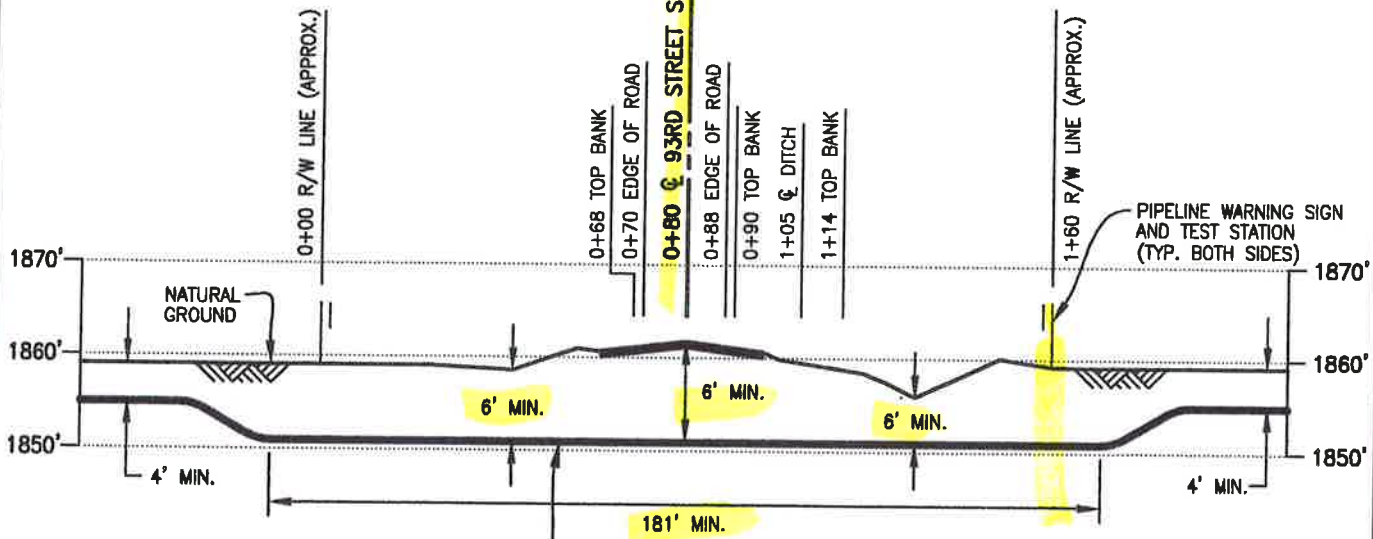 0+00 R/W LINE (APPROX.)
0+68 TOP BANK
0+70 EDGE OF ROAD
0+80 ℄ 93RD STREET S
0+88 EDGE OF ROAD
0+90 TOP BANK
1+05 ℄ DITCH
1+14 TOP BANK
1+60 R/W LINE (APPROX.)
PIPELINE WARNING SIGN
AND TEST STATION
(TYP. BOTH SIDES)
1870'
1870'
NATURAL
GROUND
1860'
1860'
6' MIN.
6' MIN.
6' MIN.
1850'
1850'
4' MIN.
4' MIN.
181' MIN.